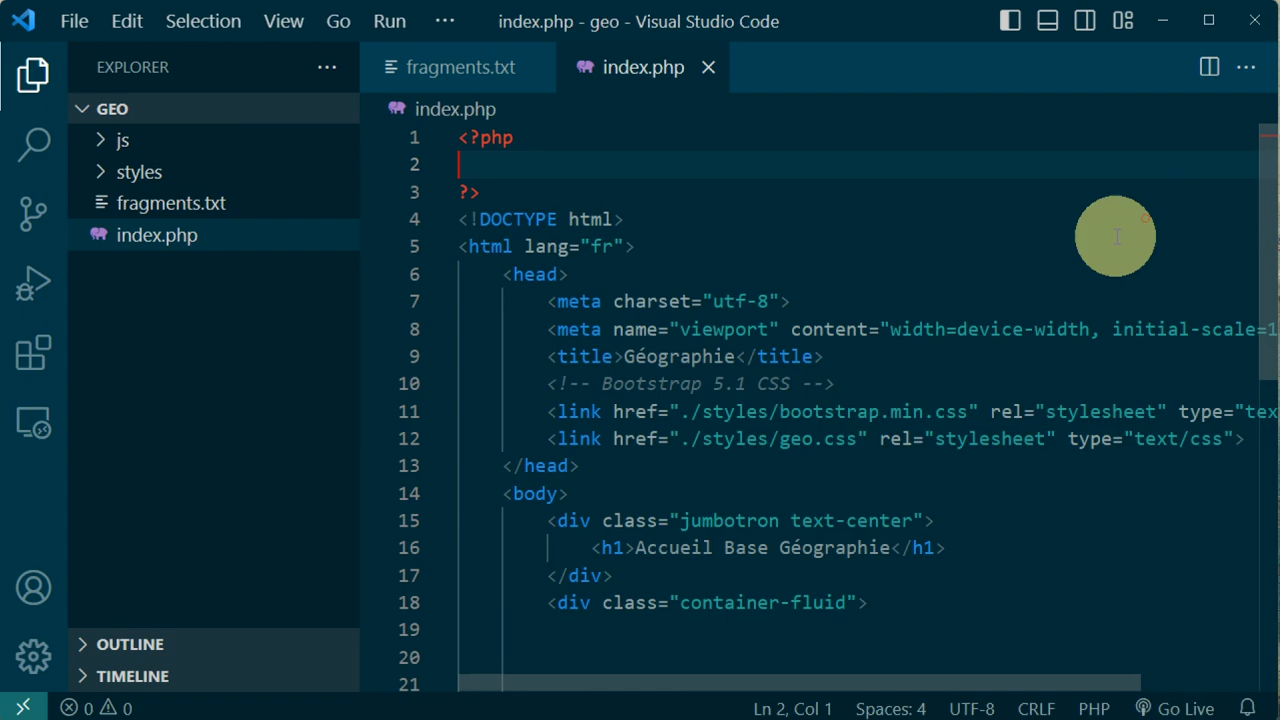 File Edit Selection View Go Run ··· index.php - geo - Visual Studio Code
EXPLORER ···
GEO
js
styles
fragments.txt
index.php
OUTLINE
TIMELINE
fragments.txt index.php
index.php
1 <?php
2
3 ?>
4 <!DOCTYPE html>
5 <html lang="fr">
6 <head>
7 <meta charset="utf-8">
8 <meta name="viewport" content="width=device-width, initial-scale=1
9 <title>Géographie</title>
10 <!-- Bootstrap 5.1 CSS -->
11 <link href="./styles/bootstrap.min.css" rel="stylesheet" type="tex
12 <link href="./styles/geo.css" rel="stylesheet" type="text/css">
13 </head>
14 <body>
15 <div class="jumbotron text-center">
16 <h1>Accueil Base Géographie</h1>
17 </div>
18 <div class="container-fluid">
19
20
21
0 0 Ln 2, Col 1 Spaces: 4 UTF-8 CRLF PHP Go Live